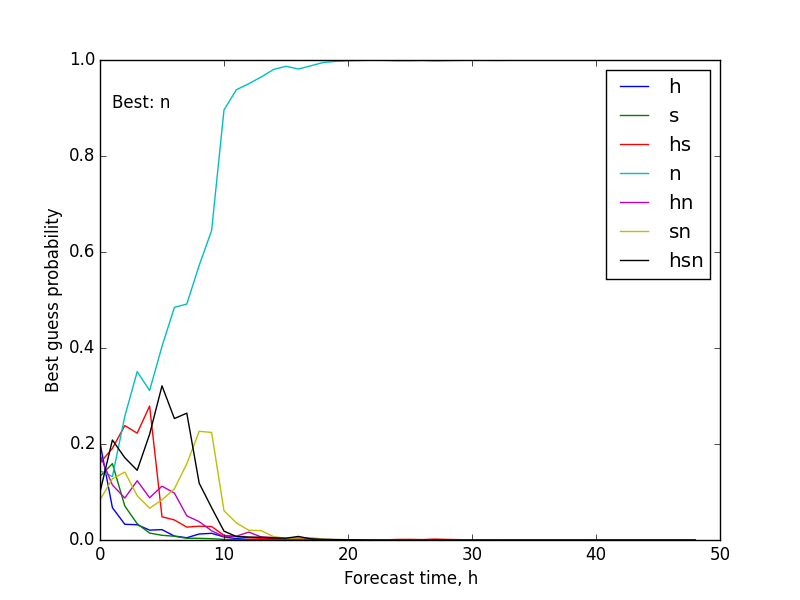 1.0
0.8
0.6
0.4
0.2
0.0
Best guess probability
Best: n
h
s
hs
n
hn
sn
hsn
0 10 20 30 40 50
Forecast time, h